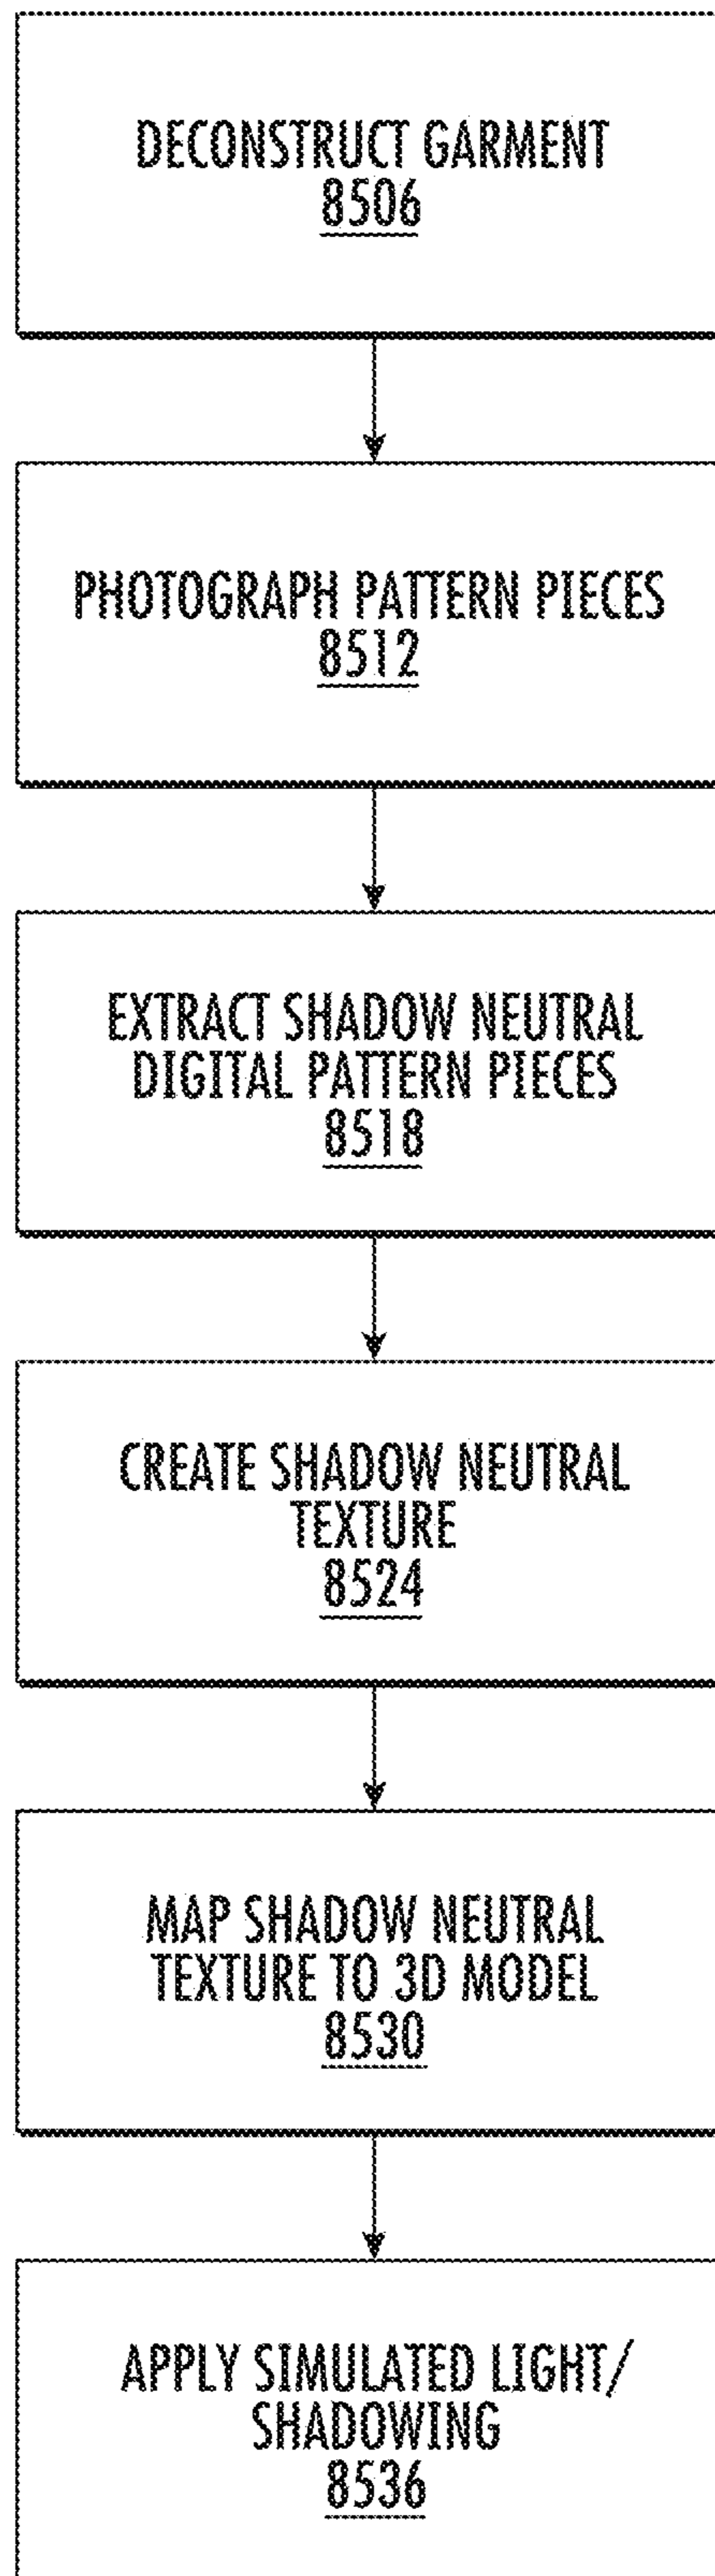 DECONSTRUCT GARMENT
8506
PHOTOGRAPH PATTERN PIECES
8512
EXTRACT SHADOW NEUTRAL
DIGITAL PATTERN PIECES
8518
CREATE SHADOW NEUTRAL
TEXTURE
8524
MAP SHADOW NEUTRAL
TEXTURE TO 3D MODEL
8530
APPLY SIMULATED LIGHT/
SHADOWING
8536